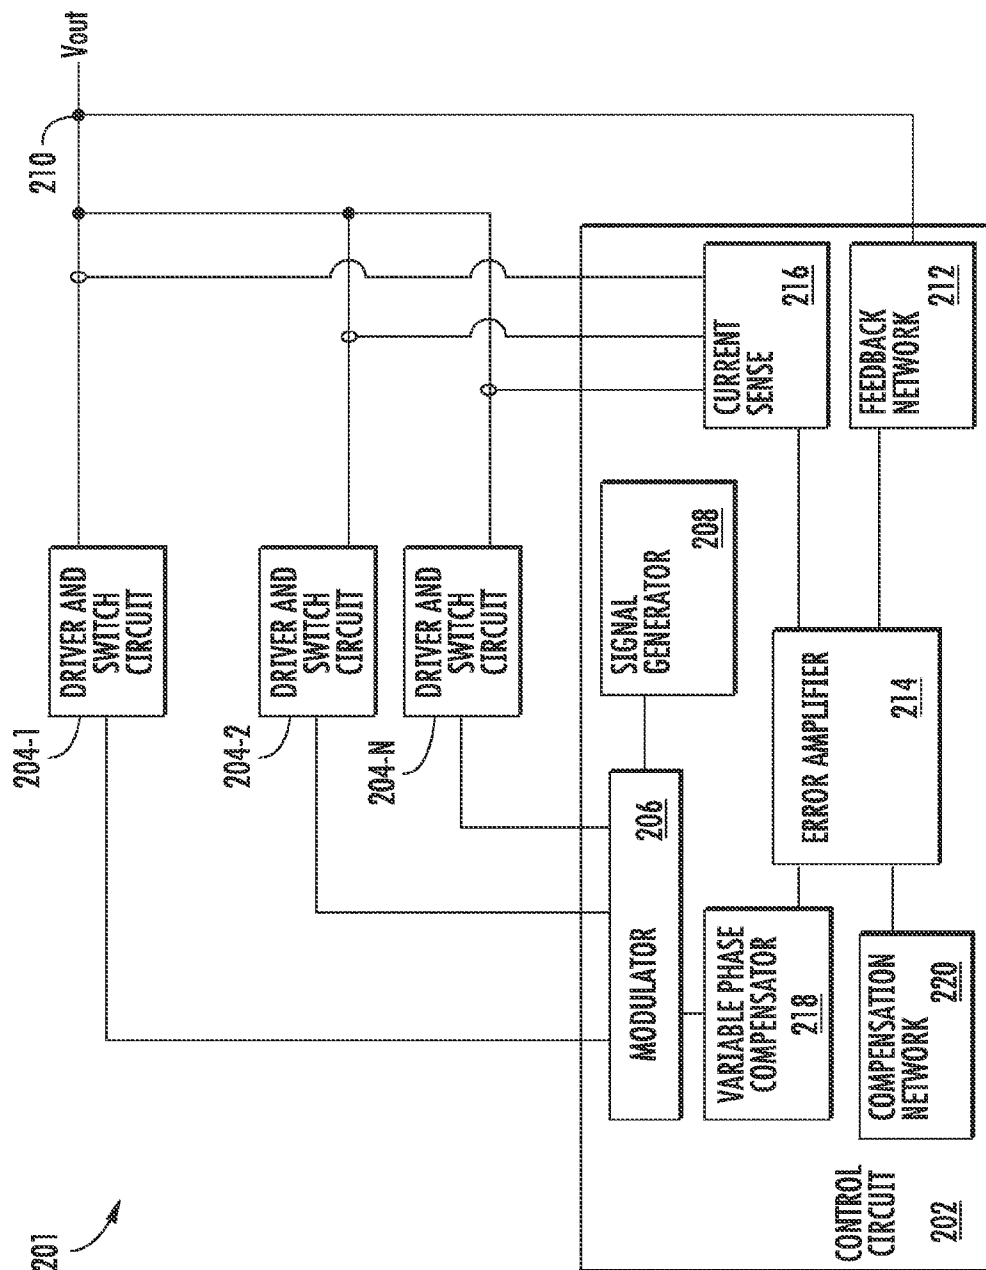 201
Vout
210
DRIVER AND
SWITCH
CIRCUIT
204-1
DRIVER AND
SWITCH
CIRCUIT
204-2
DRIVER AND
SWITCH
CIRCUIT
204-N
MODULATOR
206
SIGNAL
GENERATOR
208
CURRENT
SENSE
216
VARIABLE PHASE
COMPENSATOR
218
ERROR AMPLIFIER
214
FEEDBACK
NETWORK
212
COMPENSATION
NETWORK
220
CONTROL
CIRCUIT
202